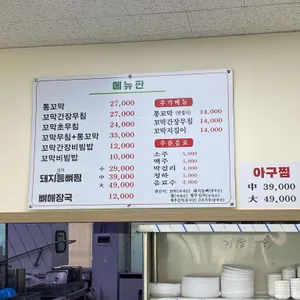 메뉴판
통꼬막 27,000
꼬막간장무침 27,000
꼬막초무침 24,000
꼬막무침+통꼬막 35,000
꼬막간장비빔밥 12,000
꼬막비빔밥 10,000
돼지등뼈찜 小 29,000
中 39,000
大 49,000
뼈해장국 12,000
추가메뉴
통꼬막 14,000
꼬막간장무침 14,000
꼬막지짐이 14,000
주류,음료
소주 5,000
맥주 5,000
막걸리 4,000
청하 5,000
음료수 2,000
아구찜
中 39,000
大 49,000